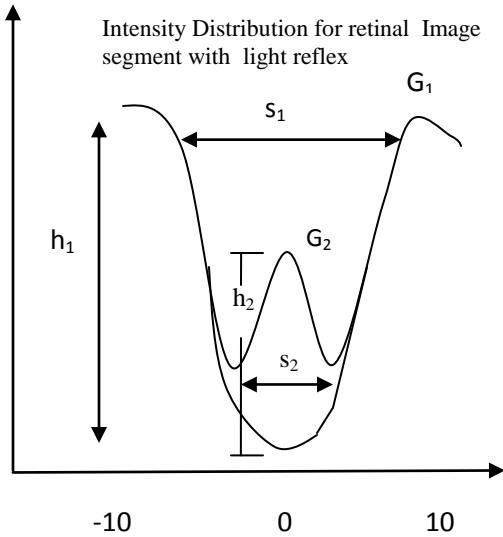 Intensity Distribution for retinal Image
segment with light reflex
G₁
s₁
h₁
G₂
h₂
s₂
-10 0 10